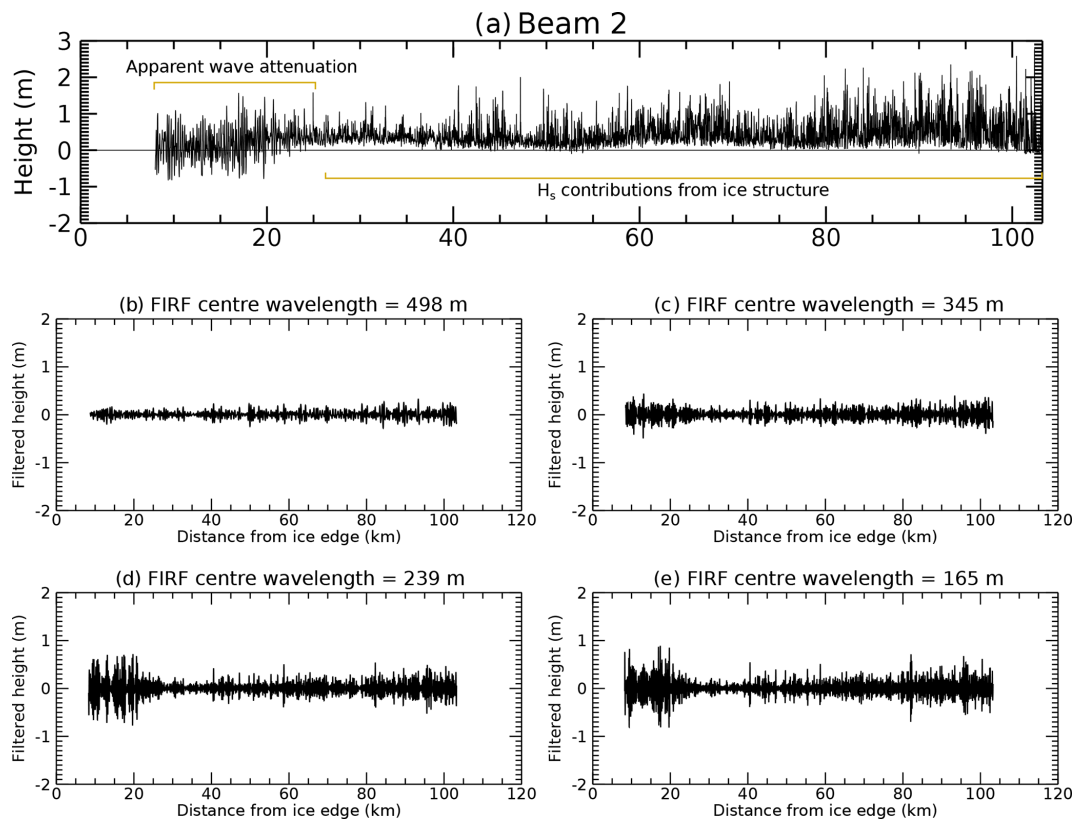 (a) Beam 2
3
2
1
0
-1
-2
Height (m)
Apparent wave attenuation
Hs contributions from ice structure
0 20 40 60 80 100
(b) FIRF centre wavelength = 498 m
2
1
0
-1
-2
Filtered height (m)
0 20 40 60 80 100 120
Distance from ice edge (km)
(c) FIRF centre wavelength = 345 m
2
1
0
-1
-2
Filtered height (m)
0 20 40 60 80 100 120
Distance from ice edge (km)
(d) FIRF centre wavelength = 239 m
2
1
0
-1
-2
Filtered height (m)
0 20 40 60 80 100 120
Distance from ice edge (km)
(e) FIRF centre wavelength = 165 m
2
1
0
-1
-2
Filtered height (m)
0 20 40 60 80 100 120
Distance from ice edge (km)